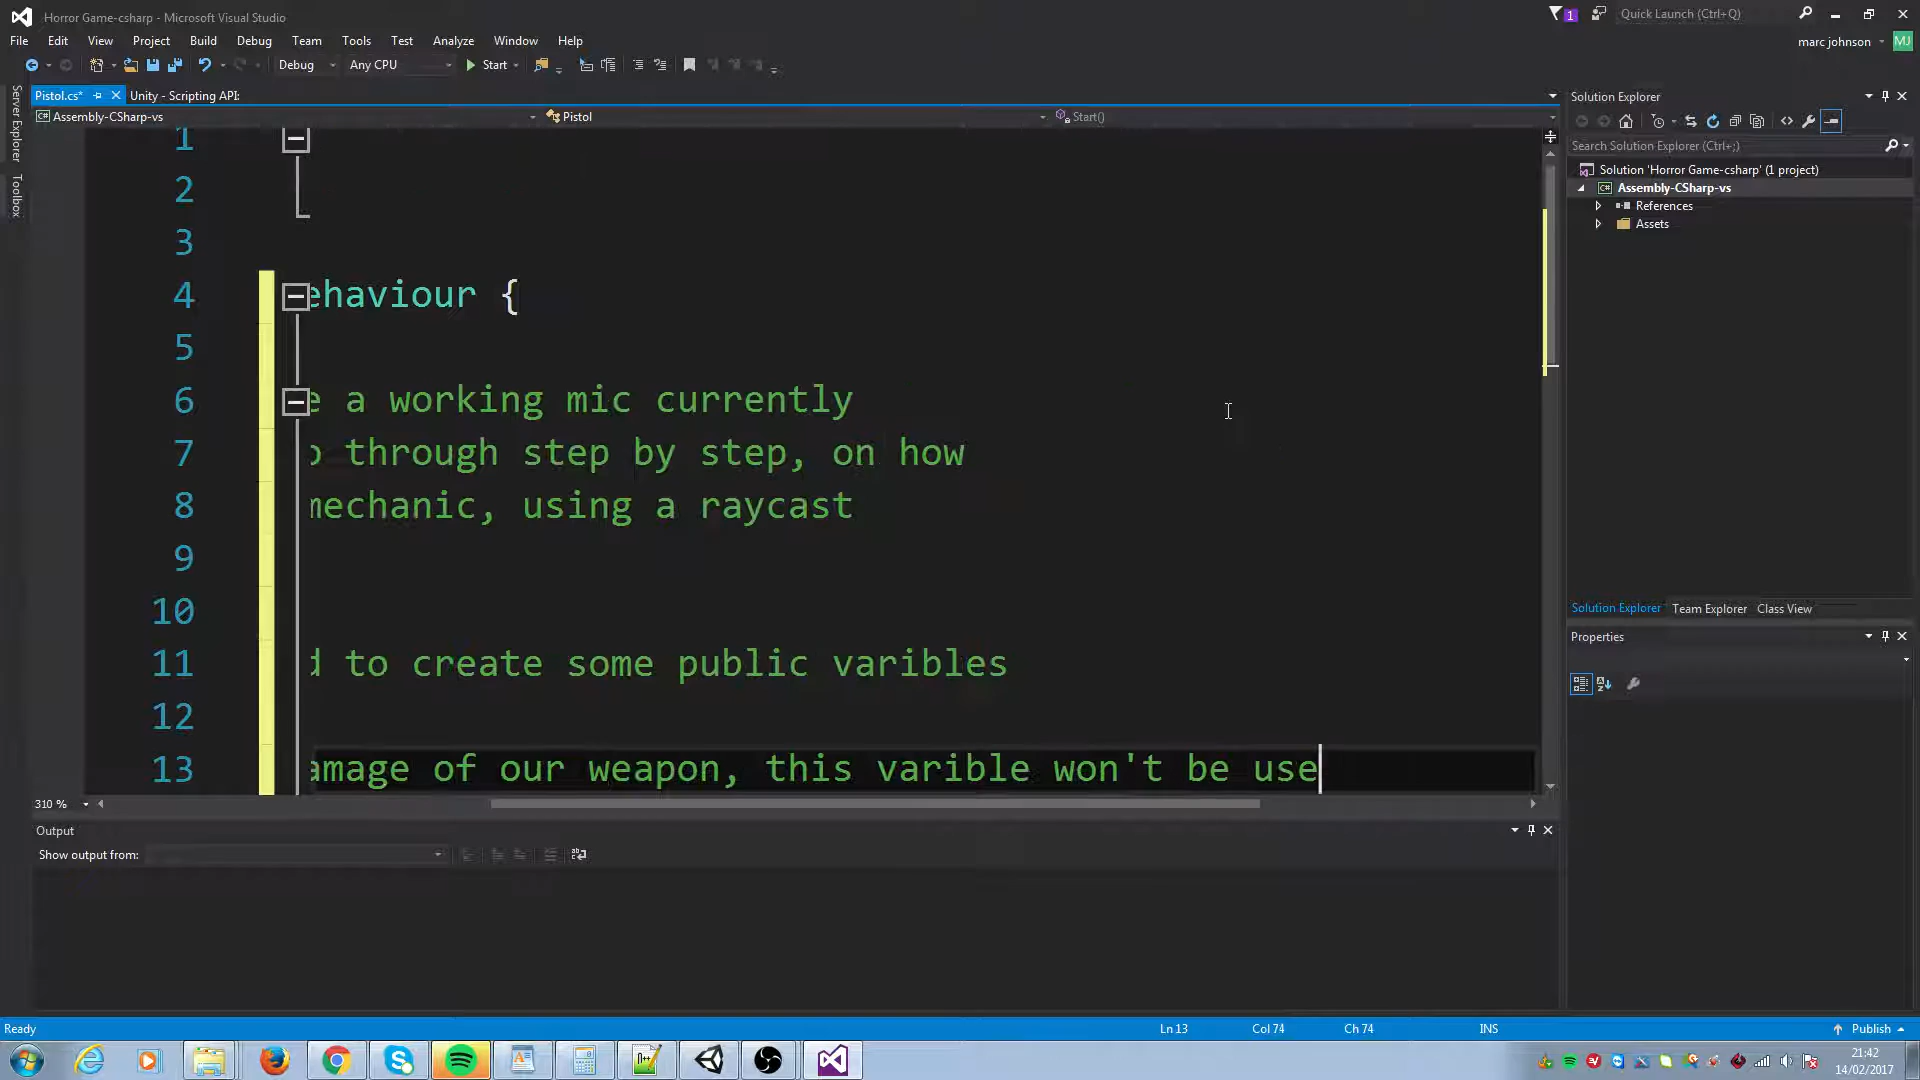 Horror Game-csharp - Microsoft Visual Studio
1
Quick Launch (Ctrl+Q)
File Edit View Project Build Debug Team Tools Test Analyze Window Help
marc johnson MJ
Debug Any CPU Start
Pistol.cs* Unity - Scripting API:
Assembly-CSharp-vs Pistol Start()
Server Explorer
Toolbox
1
2
3
4 ehaviour {
5
6 e a working mic currently
7 o through step by step, on how
8 mechanic, using a raycast
9
10
11 d to create some public varibles
12
13 amage of our weapon, this varible won't be use
310 %
Solution Explorer
Search Solution Explorer (Ctrl+;)
Solution 'Horror Game-csharp' (1 project)
Assembly-CSharp-vs
References
Assets
Solution Explorer Team Explorer Class View
Properties
Output
Show output from:
Ready Ln 13 Col 74 Ch 74 INS Publish
21:42
14/02/2017